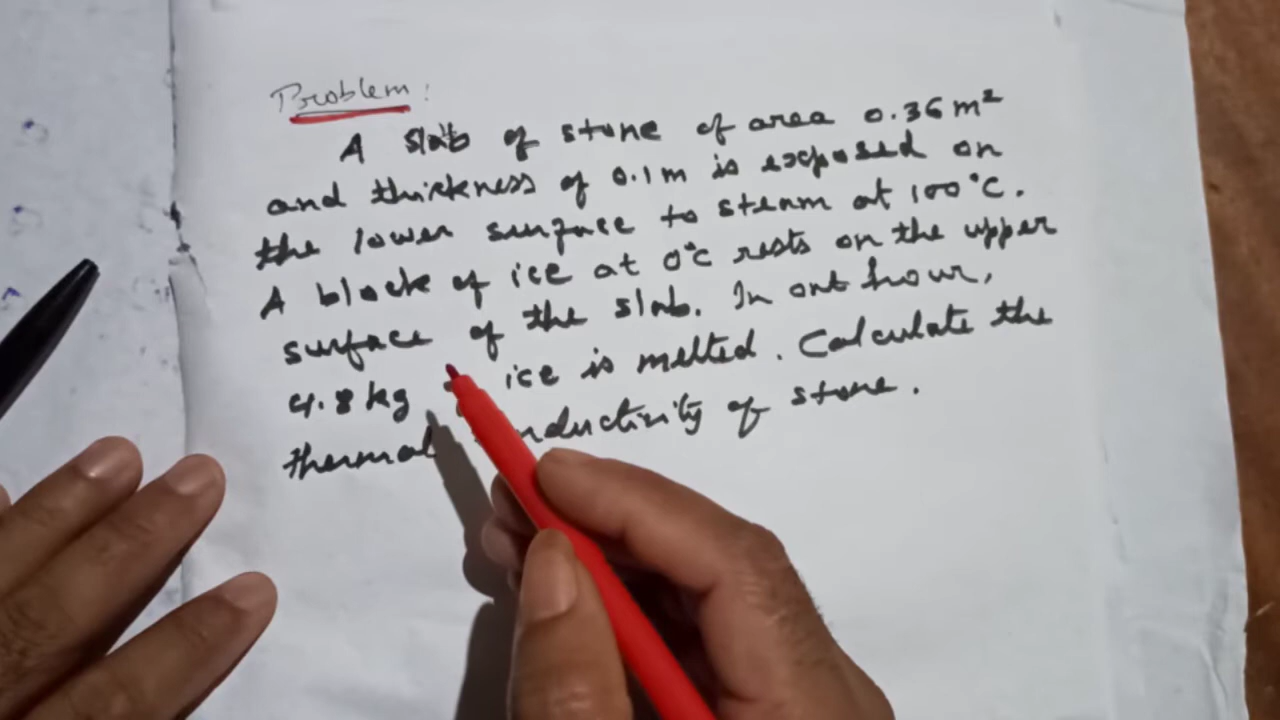 Problem:
A slab of stone of area 0.36 m²
and thickness of 0.1 m is exposed on
the lower surface to steam at 100°C.
A block of ice at 0°C rests on the upper
surface of the slab. In one hour,
4.8 kg ice is melted. Calculate the
thermal nductivity of stone.